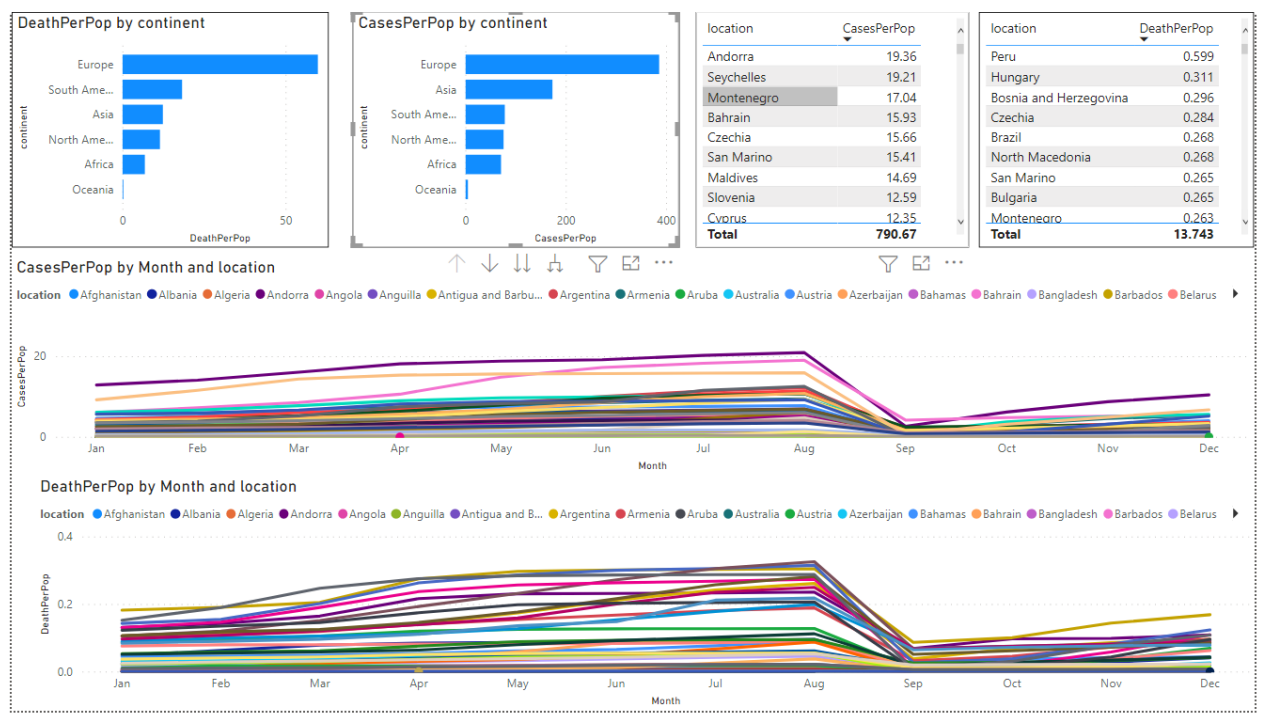 DeathPerPop by continent
Europe
South Ame...
Asia
North Ame...
Africa
Oceania
continent
0 50
DeathPerPop
CasesPerPop by continent
Europe
Asia
South Ame...
North Ame...
Africa
Oceania
continent
0 200 400
CasesPerPop
location CasesPerPop
Andorra 19.36
Seychelles 19.21
Montenegro 17.04
Bahrain 15.93
Czechia 15.66
San Marino 15.41
Maldives 14.69
Slovenia 12.59
Cyprus 12.35
Total 790.67
location DeathPerPop
Peru 0.599
Hungary 0.311
Bosnia and Herzegovina 0.296
Czechia 0.284
Brazil 0.268
North Macedonia 0.268
San Marino 0.265
Bulgaria 0.265
Montenegro 0.263
Total 13.743
CasesPerPop by Month and location
location Afghanistan Albania Algeria Andorra Angola Anguilla Antigua and Barbu... Argentina Armenia Aruba Australia Austria Azerbaijan Bahamas Bahrain Bangladesh Barbados Belarus
20
0
CasesPerPop
Jan Feb Mar Apr May Jun Jul Aug Sep Oct Nov Dec
Month
DeathPerPop by Month and location
location Afghanistan Albania Algeria Andorra Angola Anguilla Antigua and B... Argentina Armenia Aruba Australia Austria Azerbaijan Bahamas Bahrain Bangladesh Barbados Belarus
0.4
0.2
0.0
DeathPerPop
Jan Feb Mar Apr May Jun Jul Aug Sep Oct Nov Dec
Month